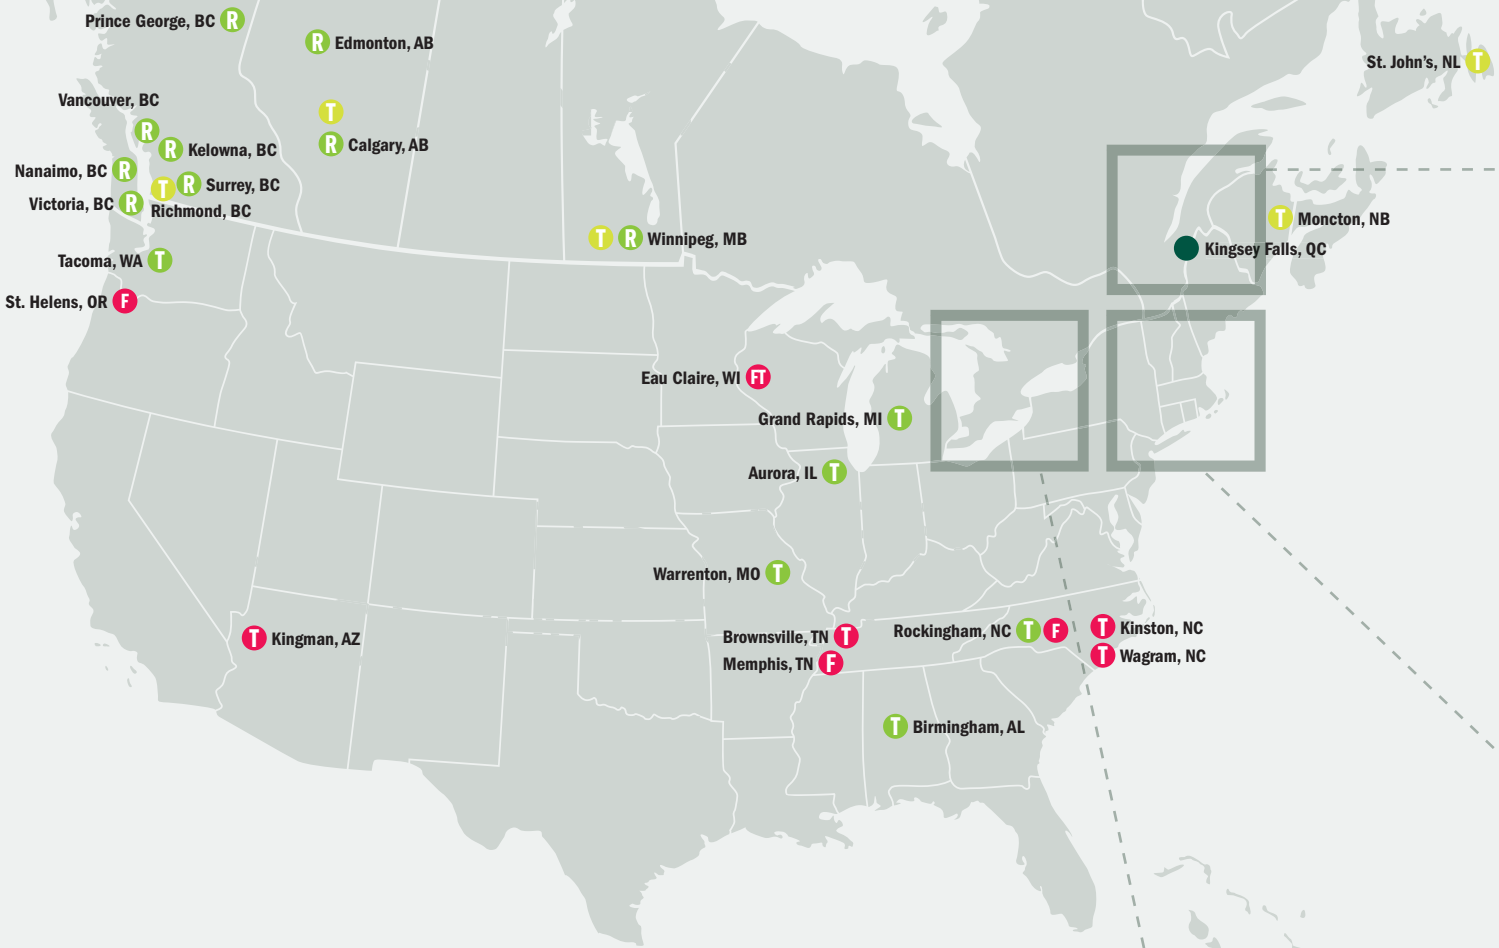 Prince George, BC R
R Edmonton, AB
St. John's, NL T
Vancouver, BC
R
T
R Calgary, AB
R Kelowna, BC
Nanaimo, BC R
T R Surrey, BC
Victoria, BC R
Richmond, BC
T Moncton, NB
T R Winnipeg, MB
Kingsey Falls, QC
Tacoma, WA T
St. Helens, OR F
Eau Claire, WI FT
Grand Rapids, MI T
Aurora, IL T
Warrenton, MO T
T Kingman, AZ
Brownsville, TN T
Rockingham, NC T F
T Kinston, NC
Memphis, TN F
T Wagram, NC
T Birmingham, AL